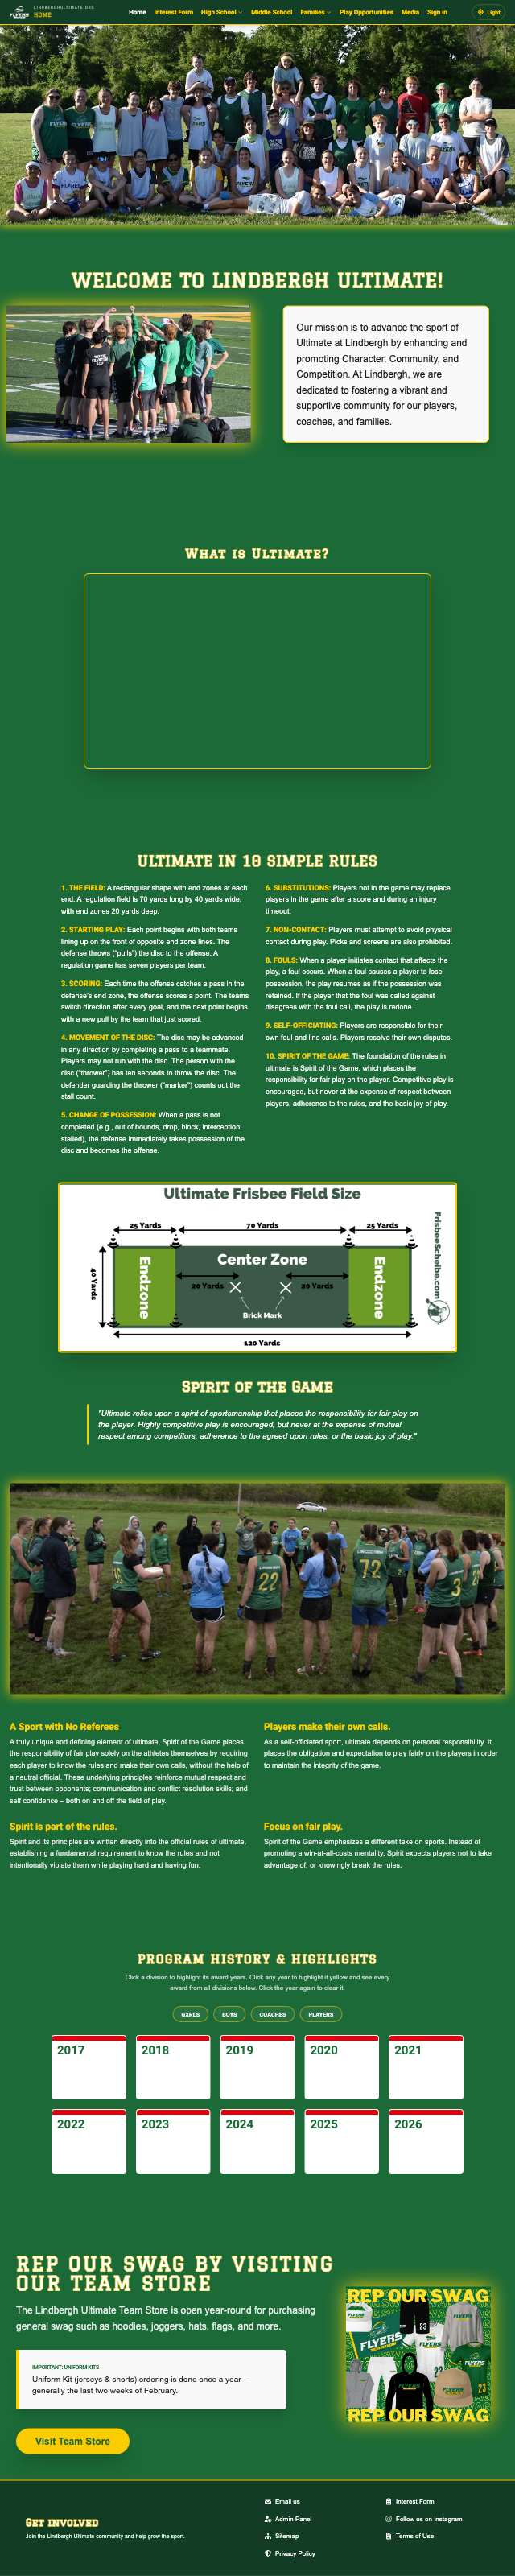 FLYERS
LINDBERGHULTIMATE.ORG
HOME
Home Interest Form High School Middle School Families Play Opportunities Media Sign in Light
WELCOME TO LINDBERGH ULTIMATE!
Our mission is to advance the sport of
Ultimate at Lindbergh by enhancing and
promoting Character, Community, and
Competition. At Lindbergh, we are
dedicated to fostering a vibrant and
supportive community for our players,
coaches, and families.
WHAT IS ULTIMATE?
ULTIMATE IN 10 SIMPLE RULES
1. THE FIELD: A rectangular shape with end zones at each
end. A regulation field is 70 yards long by 40 yards wide,
with end zones 20 yards deep.
2. STARTING PLAY: Each point begins with both teams
lining up on the front of opposite end zone lines. The
defense throws ("pulls") the disc to the offense. A
regulation game has seven players per team.
3. SCORING: Each time the offense catches a pass in the
defense's end zone, the offense scores a point. The teams
switch direction after every goal, and the next point begins
with a new pull by the team that just scored.
4. MOVEMENT OF THE DISC: The disc may be advanced
in any direction by completing a pass to a teammate.
Players may not run with the disc. The person with the
disc ("thrower") has ten seconds to throw the disc. The
defender guarding the thrower ("marker") counts out the
stall count.
5. CHANGE OF POSSESSION: When a pass is not
completed (e.g., out of bounds, drop, block, interception,
stalled), the defense immediately takes possession of the
disc and becomes the offense.
6. SUBSTITUTIONS: Players not in the game may replace
players in the game after a score and during an injury
timeout.
7. NON-CONTACT: Players must attempt to avoid physical
contact during play. Picks and screens are also prohibited.
8. FOULS: When a player initiates contact that affects the
play, a foul occurs. When a foul causes a player to lose
possession, the play resumes as if the possession was
retained. If the player that the foul was called against
disagrees with the foul call, the play is redone.
9. SELF-OFFICIATING: Players are responsible for their
own foul and line calls. Players resolve their own disputes.
10. SPIRIT OF THE GAME: The foundation of the rules in
ultimate is Spirit of the Game, which places the
responsibility for fair play on the player. Competitive play is
encouraged, but never at the expense of respect between
players, adherence to the rules, and the basic joy of play.
Ultimate Frisbee Field Size
25 Yards 70 Yards 25 Yards
40 Yards
Endzone
Center Zone
Endzone
20 Yards 20 Yards
Brick Mark
120 Yards
FrisbeeScheibe.com
SPIRIT OF THE GAME
"Ultimate relies upon a spirit of sportsmanship that places the responsibility for fair play on
the player. Highly competitive play is encouraged, but never at the expense of mutual
respect among competitors, adherence to the agreed upon rules, or the basic joy of play."
22
72
3
A Sport with No Referees
A truly unique and defining element of ultimate, Spirit of the Game places
the responsibility of fair play solely on the athletes themselves by requiring
each player to know the rules and make their own calls, without the help of
a neutral official. These underlying principles reinforce mutual respect and
trust between opponents; communication and conflict resolution skills; and
self confidence – both on and off the field of play.
Players make their own calls.
As a self-officiated sport, ultimate depends on personal responsibility. It
places the obligation and expectation to play fairly on the players in order
to maintain the integrity of the game.
Spirit is part of the rules.
Spirit and its principles are written directly into the official rules of ultimate,
establishing a fundamental requirement to know the rules and not
intentionally violate them while playing hard and having fun.
Focus on fair play.
Spirit of the Game emphasizes a different take on sports. Instead of
promoting a win-at-all-costs mentality, Spirit expects players not to take
advantage of, or knowingly break the rules.
PROGRAM HISTORY & HIGHLIGHTS
Click a division to highlight its award years. Click any year to highlight it yellow and see every
award from all divisions below. Click the year again to clear it.
GXRLS BOYS COACHES PLAYERS
2017 2018 2019 2020 2021
2022 2023 2024 2025 2026
REP OUR SWAG BY VISITING
OUR TEAM STORE
The Lindbergh Ultimate Team Store is open year-round for purchasing
general swag such as hoodies, joggers, hats, flags, and more.
IMPORTANT: UNIFORM KITS
Uniform Kit (jerseys & shorts) ordering is done once a year—
generally the last two weeks of February.
Visit Team Store
REP OUR SWAG
FLYERS
23
REP OUR SWAG
GET INVOLVED
Join the Lindbergh Ultimate community and help grow the sport.
Email us
Admin Panel
Sitemap
Privacy Policy
Interest Form
Follow us on Instagram
Terms of Use